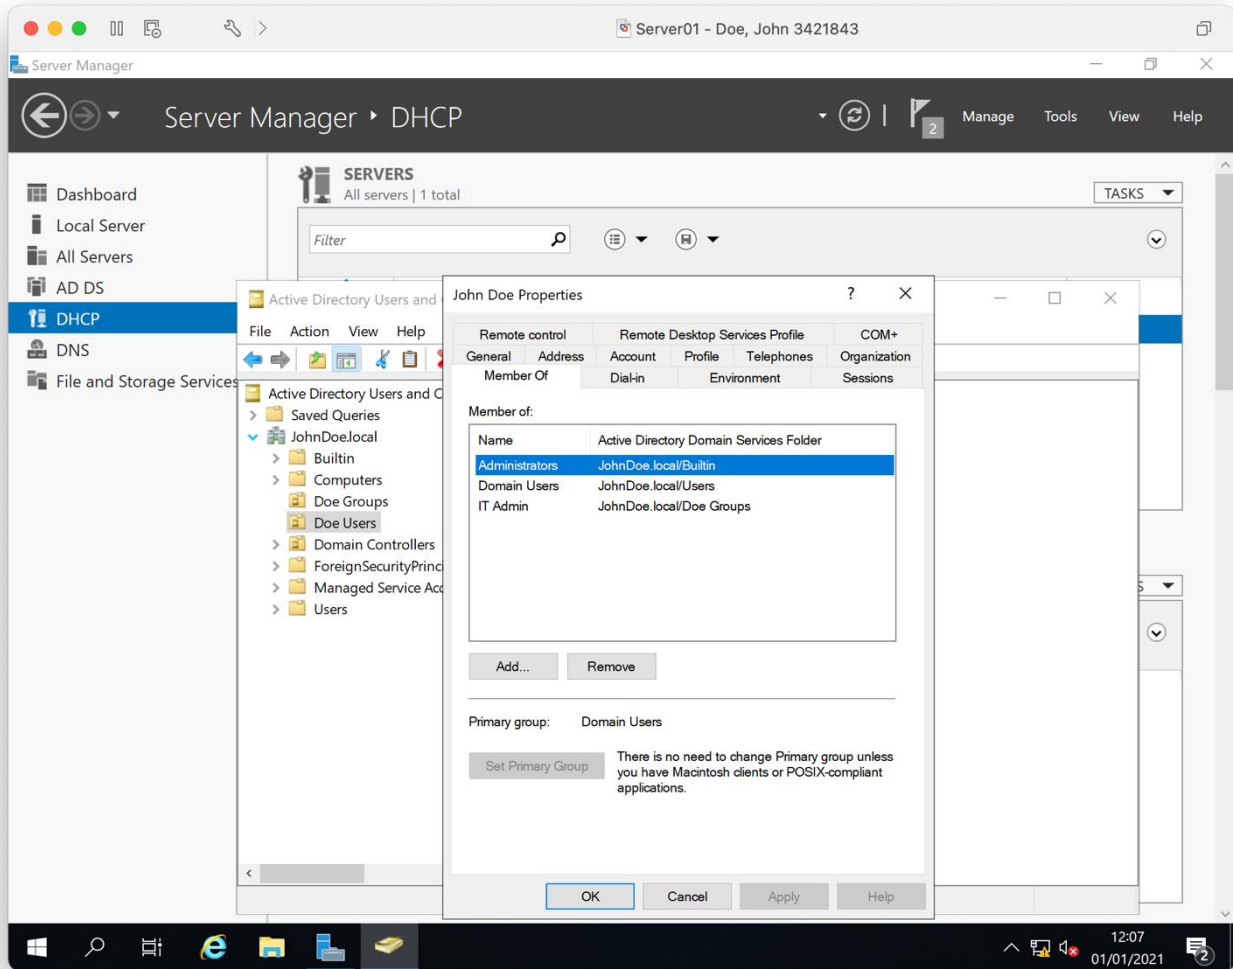 Server01 - Doe, John 3421843
Server Manager
Server Manager ‣ DHCP
2
Manage Tools View Help
Dashboard
Local Server
All Servers
AD DS
DHCP
DNS
File and Storage Services
SERVERS
All servers | 1 total
TASKS
Filter
Active Directory Users and
File Action View Help
Active Directory Users and C
Saved Queries
JohnDoe.local
Builtin
Computers
Doe Groups
Doe Users
Domain Controllers
ForeignSecurityPrinc
Managed Service Acc
Users
John Doe Properties
?
Remote control Remote Desktop Services Profile COM+
General Address Account Profile Telephones Organization
Member Of Dial-in Environment Sessions
Member of:
Name Active Directory Domain Services Folder
Administrators JohnDoe.local/Builtin
Domain Users JohnDoe.local/Users
IT Admin JohnDoe.local/Doe Groups
Add... Remove
Primary group: Domain Users
Set Primary Group
There is no need to change Primary group unless
you have Macintosh clients or POSIX-compliant
applications.
OK Cancel Apply Help
12:07
01/01/2021
2